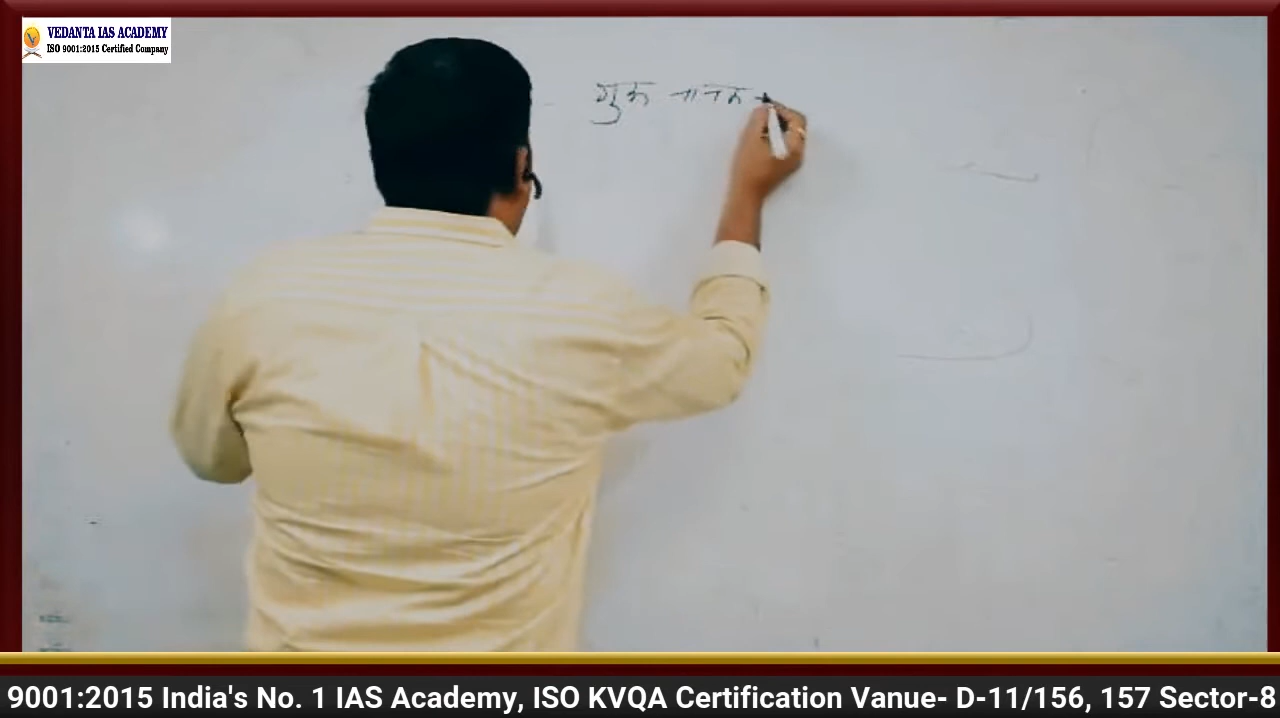 VEDANTA IAS ACADEMY
ISO 9001:2015 Certified Company
गुरु नानक
9001:2015 India's No. 1 IAS Academy, ISO KVQA Certification Vanue- D-11/156, 157 Sector-8